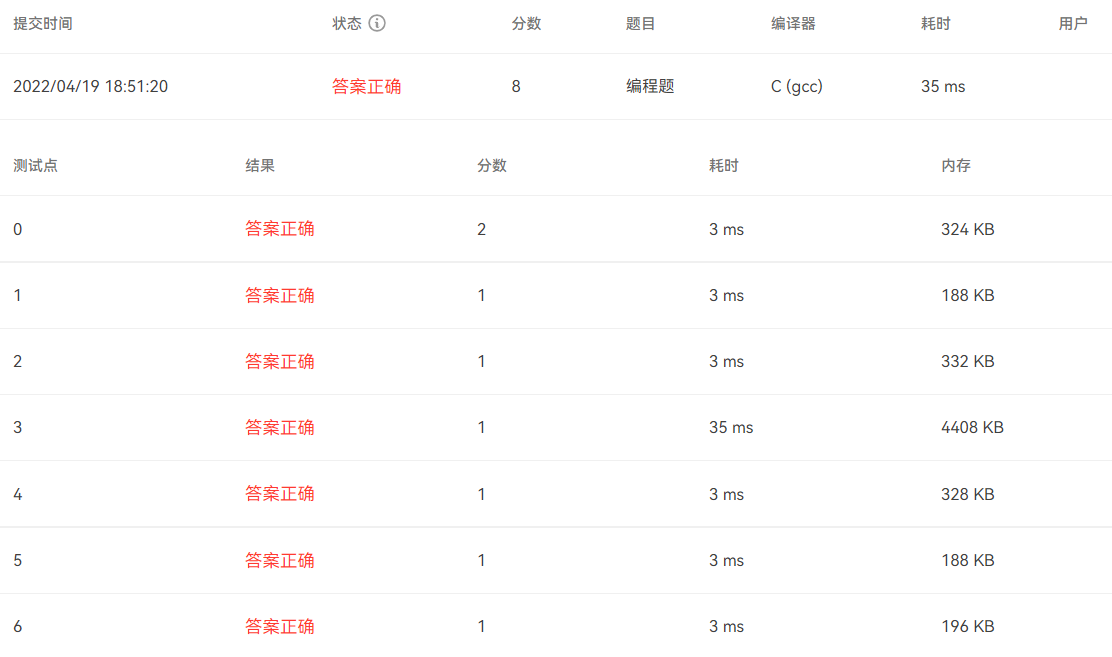 提交时间 状态 分数 题目 编译器 耗时 用户
2022/04/19 18:51:20 答案正确 8 编程题 C (gcc) 35 ms
测试点 结果 分数 耗时 内存
0 答案正确 2 3 ms 324 KB
1 答案正确 1 3 ms 188 KB
2 答案正确 1 3 ms 332 KB
3 答案正确 1 35 ms 4408 KB
4 答案正确 1 3 ms 328 KB
5 答案正确 1 3 ms 188 KB
6 答案正确 1 3 ms 196 KB